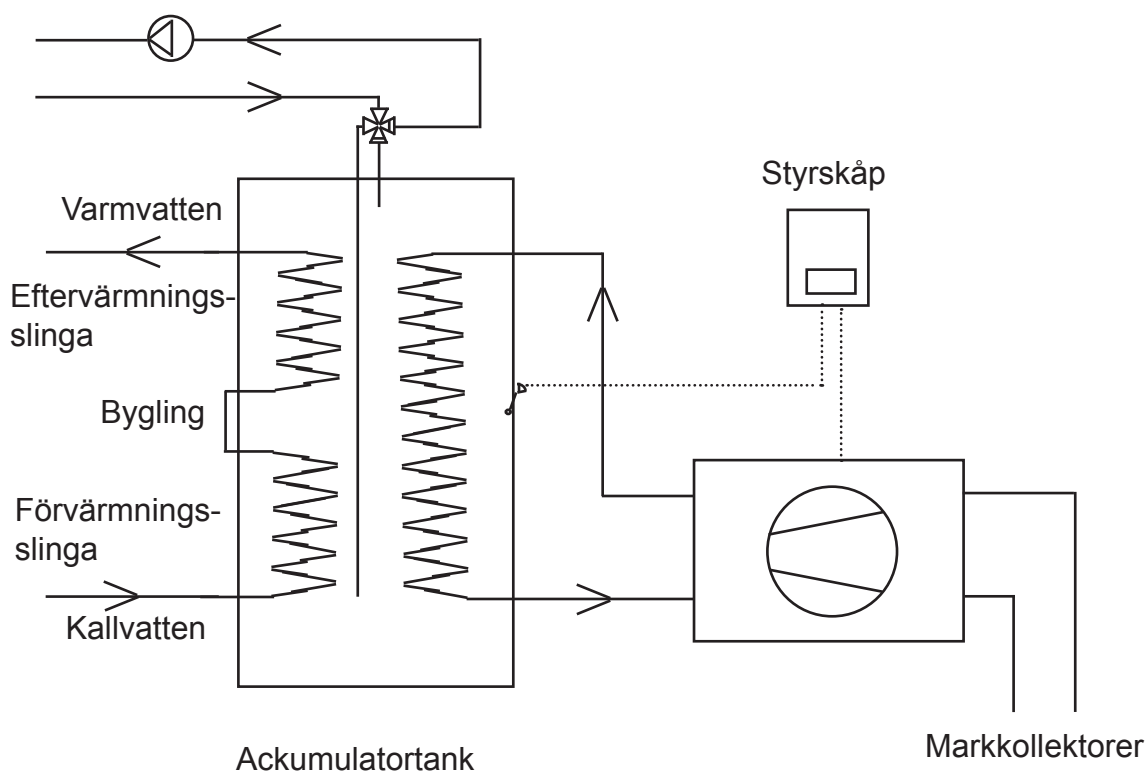 Styrskåp
Varmvatten
Eftervärmnings-
slinga
Bygling
Förvärmnings-
slinga
Kallvatten
Markkollektorer
Ackumulatortank